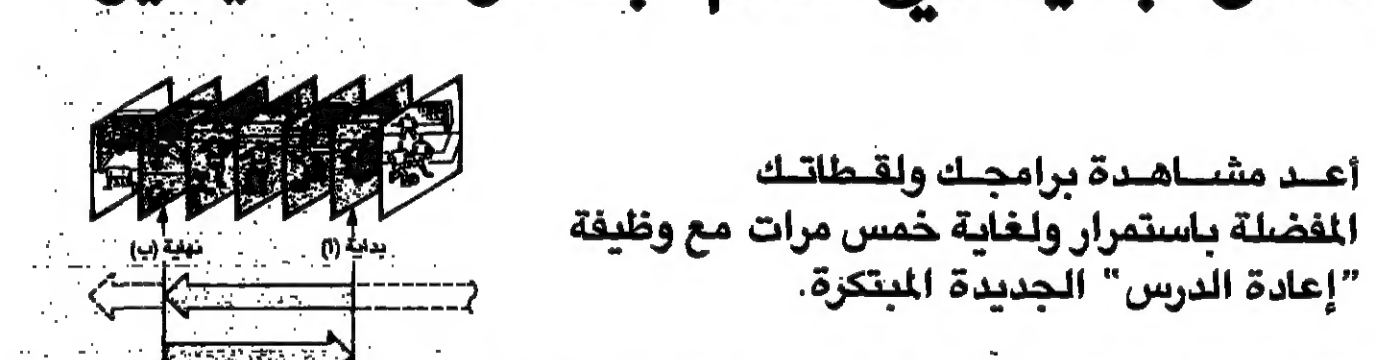 أعد مشاهدة برامجك ولقطاتك
المفضلة باستمرار ولغاية خمس مرات مع وظيفة
"إعادة الدرس" الجديدة المبتكرة.
بداية (أ)
نهاية (ب)